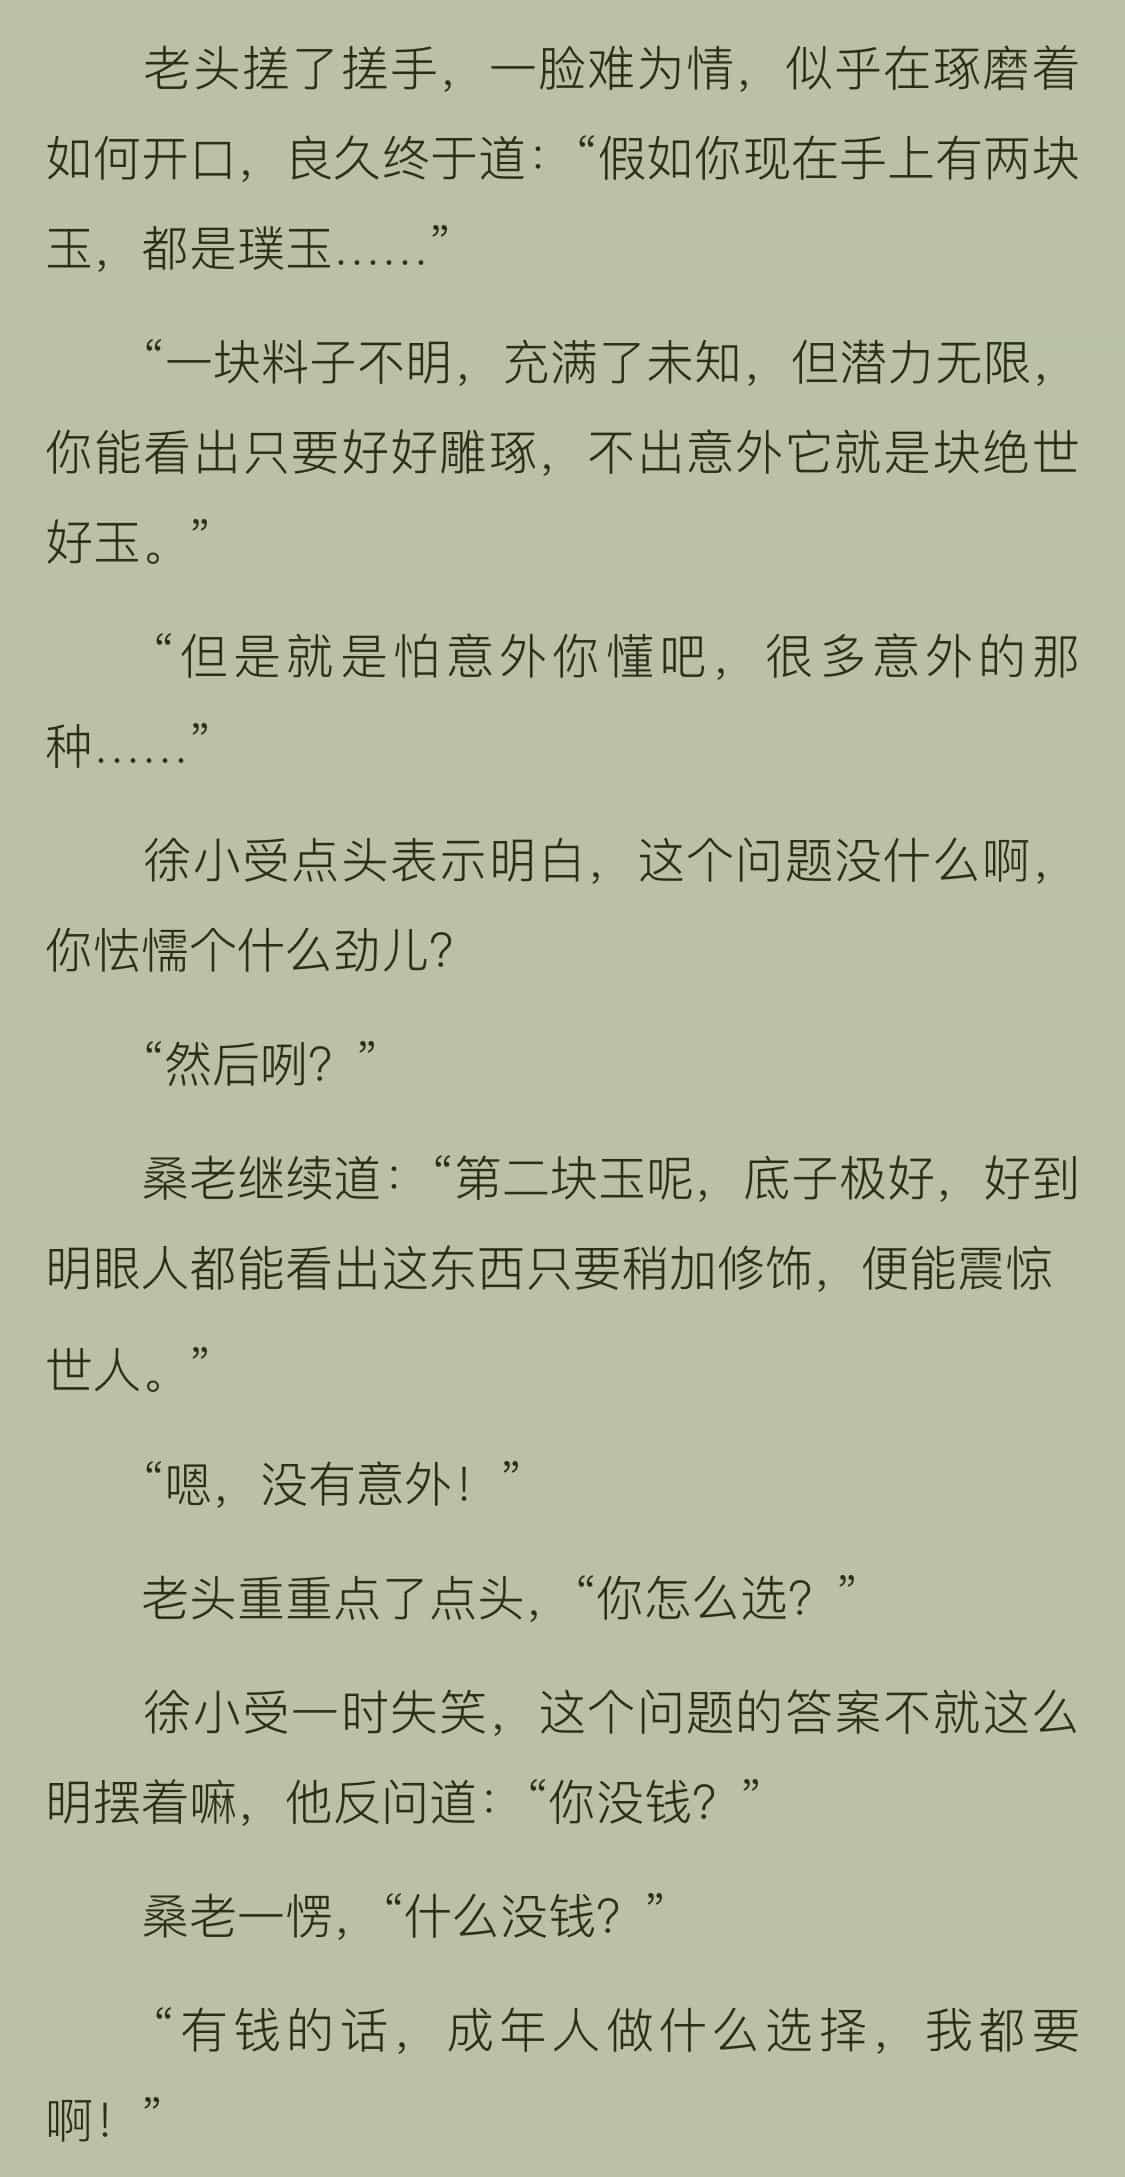 老头搓了搓手，一脸难为情，似乎在琢磨着
如何开口，良久终于道：“假如你现在手上有两块
玉，都是璞玉……”
“一块料子不明，充满了未知，但潜力无限，
你能看出只要好好雕琢，不出意外它就是块绝世
好玉。”
“但是就是怕意外你懂吧，很多意外的那
种……”
徐小受点头表示明白，这个问题没什么啊，
你怯懦个什么劲儿？
“然后咧？”
桑老继续道：“第二块玉呢，底子极好，好到
明眼人都能看出这东西只要稍加修饰，便能震惊
世人。”
“嗯，没有意外！”
老头重重点了点头，“你怎么选？”
徐小受一时失笑，这个问题的答案不就这么
明摆着嘛，他反问道：“你没钱？”
桑老一愣，“什么没钱？”
“有钱的话，成年人做什么选择，我都要
啊！”